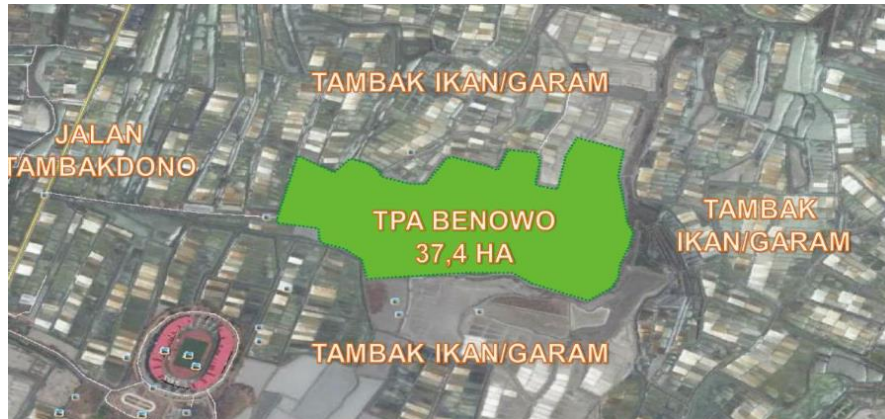 TAMBAK IKAN/GARAM
JALAN
TAMBAKDONO
TPA BENOWO
37,4 HA
TAMBAK
IKAN/GARAM
TAMBAK IKAN/GARAM